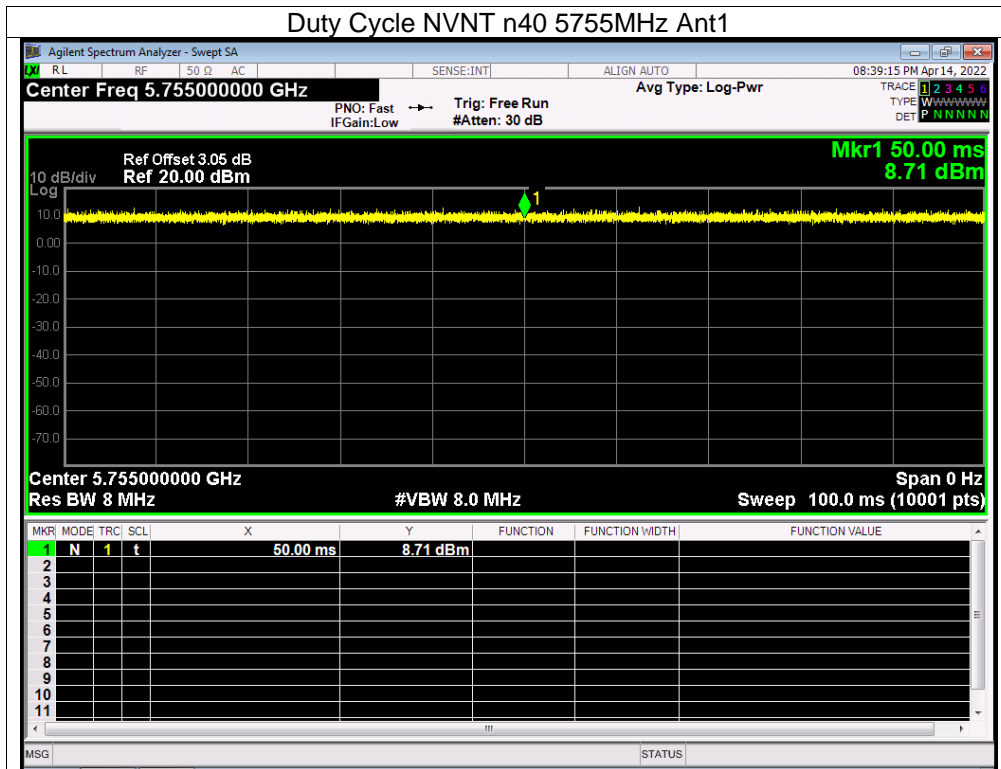 Duty Cycle NVNT n40 5755MHz Ant1
Agilent Spectrum Analyzer - Swept SA
LXI RL RF 50 Ω AC SENSE:INT ALIGN AUTO 08:39:15 PM Apr 14, 2022
Center Freq 5.755000000 GHz Avg Type: Log-Pwr TRACE 1 2 3 4 5 6
PNO: Fast Trig: Free Run TYPE WWWWWW
IFGain:Low #Atten: 30 dB DET P N N N N N
Mkr1 50.00 ms
Ref Offset 3.05 dB
10 dB/div Ref 20.00 dBm 8.71 dBm
Log
1
10.0
0.00
-10.0
-20.0
-30.0
-40.0
-50.0
-60.0
-70.0
Center 5.755000000 GHz Span 0 Hz
Res BW 8 MHz #VBW 8.0 MHz Sweep 100.0 ms (10001 pts)
MKR MODE TRC SCL X Y FUNCTION FUNCTION WIDTH FUNCTION VALUE
1 N 1 t 50.00 ms 8.71 dBm
2
3
4
5
6
7
8
9
10
11
MSG STATUS